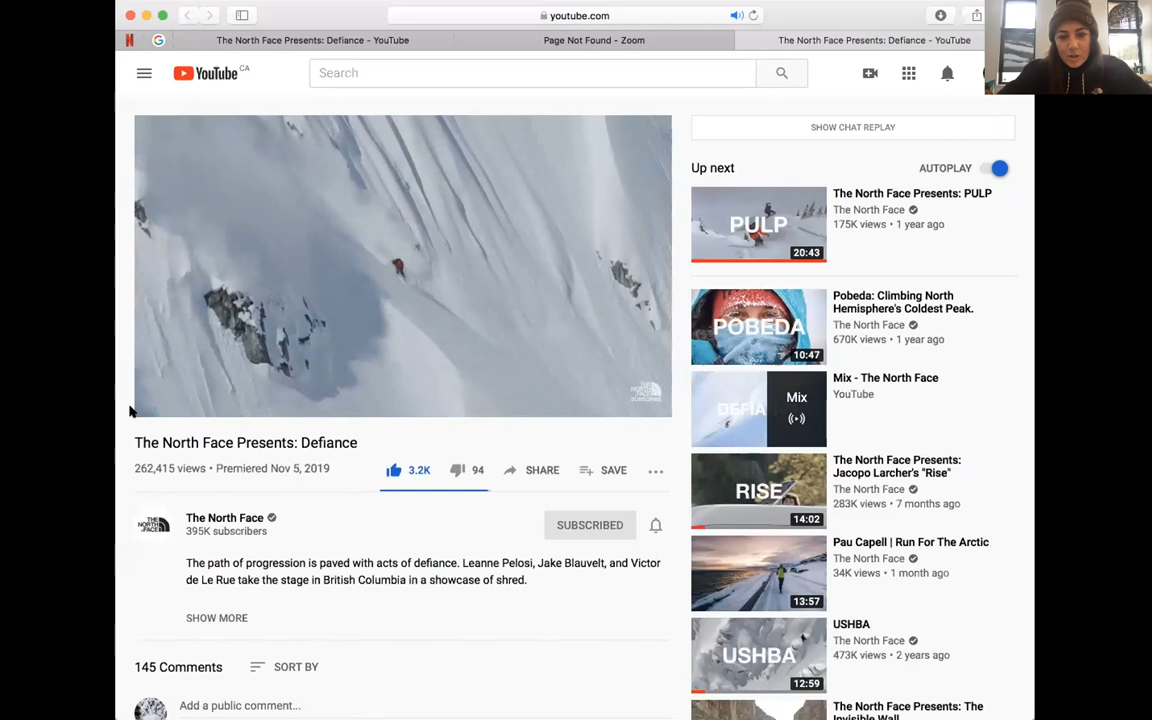 youtube.com
The North Face Presents: Defiance - YouTube
Page Not Found - Zoom
The North Face Presents: Defiance - YouTube
YouTube CA
Search
SHOW CHAT REPLAY
Up next
AUTOPLAY
THE NORTH FACE
SUBSCRIBE
The North Face Presents: Defiance
262,415 views • Premiered Nov 5, 2019
3.2K
94
SHARE
SAVE
THE NORTH FACE
The North Face
395K subscribers
SUBSCRIBED
The path of progression is paved with acts of defiance. Leanne Pelosi, Jake Blauvelt, and Victor
de Le Rue take the stage in British Columbia in a showcase of shred.
SHOW MORE
145 Comments
SORT BY
Add a public comment...
PULP
20:43
The North Face Presents: PULP
The North Face
175K views • 1 year ago
POBEDA
10:47
Pobeda: Climbing North
Hemisphere's Coldest Peak.
The North Face
670K views • 1 year ago
DEFIA
Mix
Mix - The North Face
YouTube
RISE
14:02
The North Face Presents:
Jacopo Larcher's "Rise"
The North Face
283K views • 7 months ago
13:57
Pau Capell | Run For The Arctic
The North Face
34K views • 1 month ago
USHBA
12:59
USHBA
The North Face
473K views • 2 years ago
The North Face Presents: The
Invisible Wall